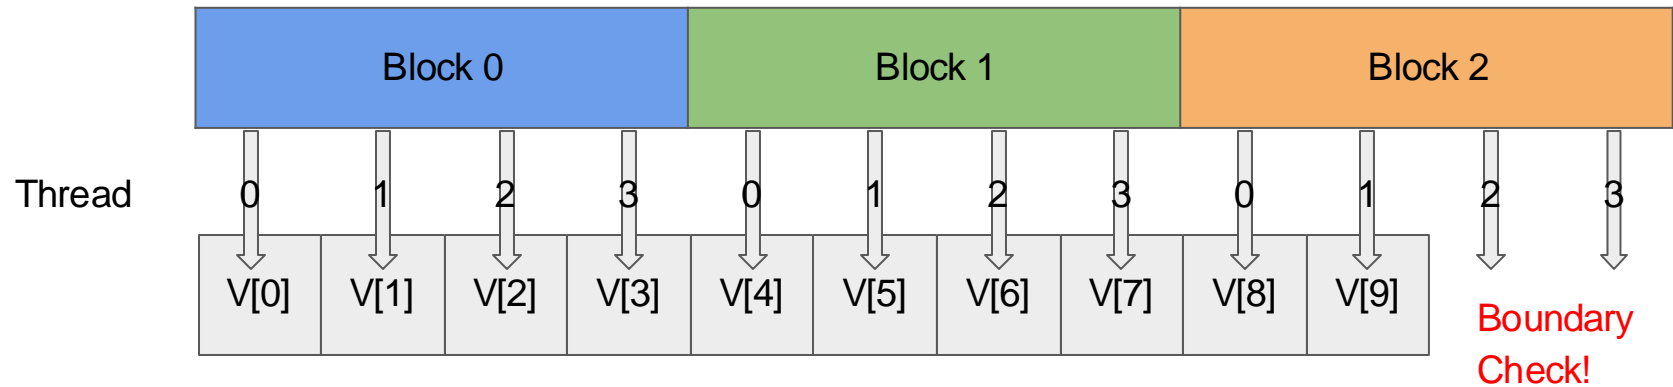 Block 0 Block 1 Block 2
Thread 0 1 2 3 0 1 2 3 0 1 2 3
V[0] V[1] V[2] V[3] V[4] V[5] V[6] V[7] V[8] V[9]
Boundary
Check!